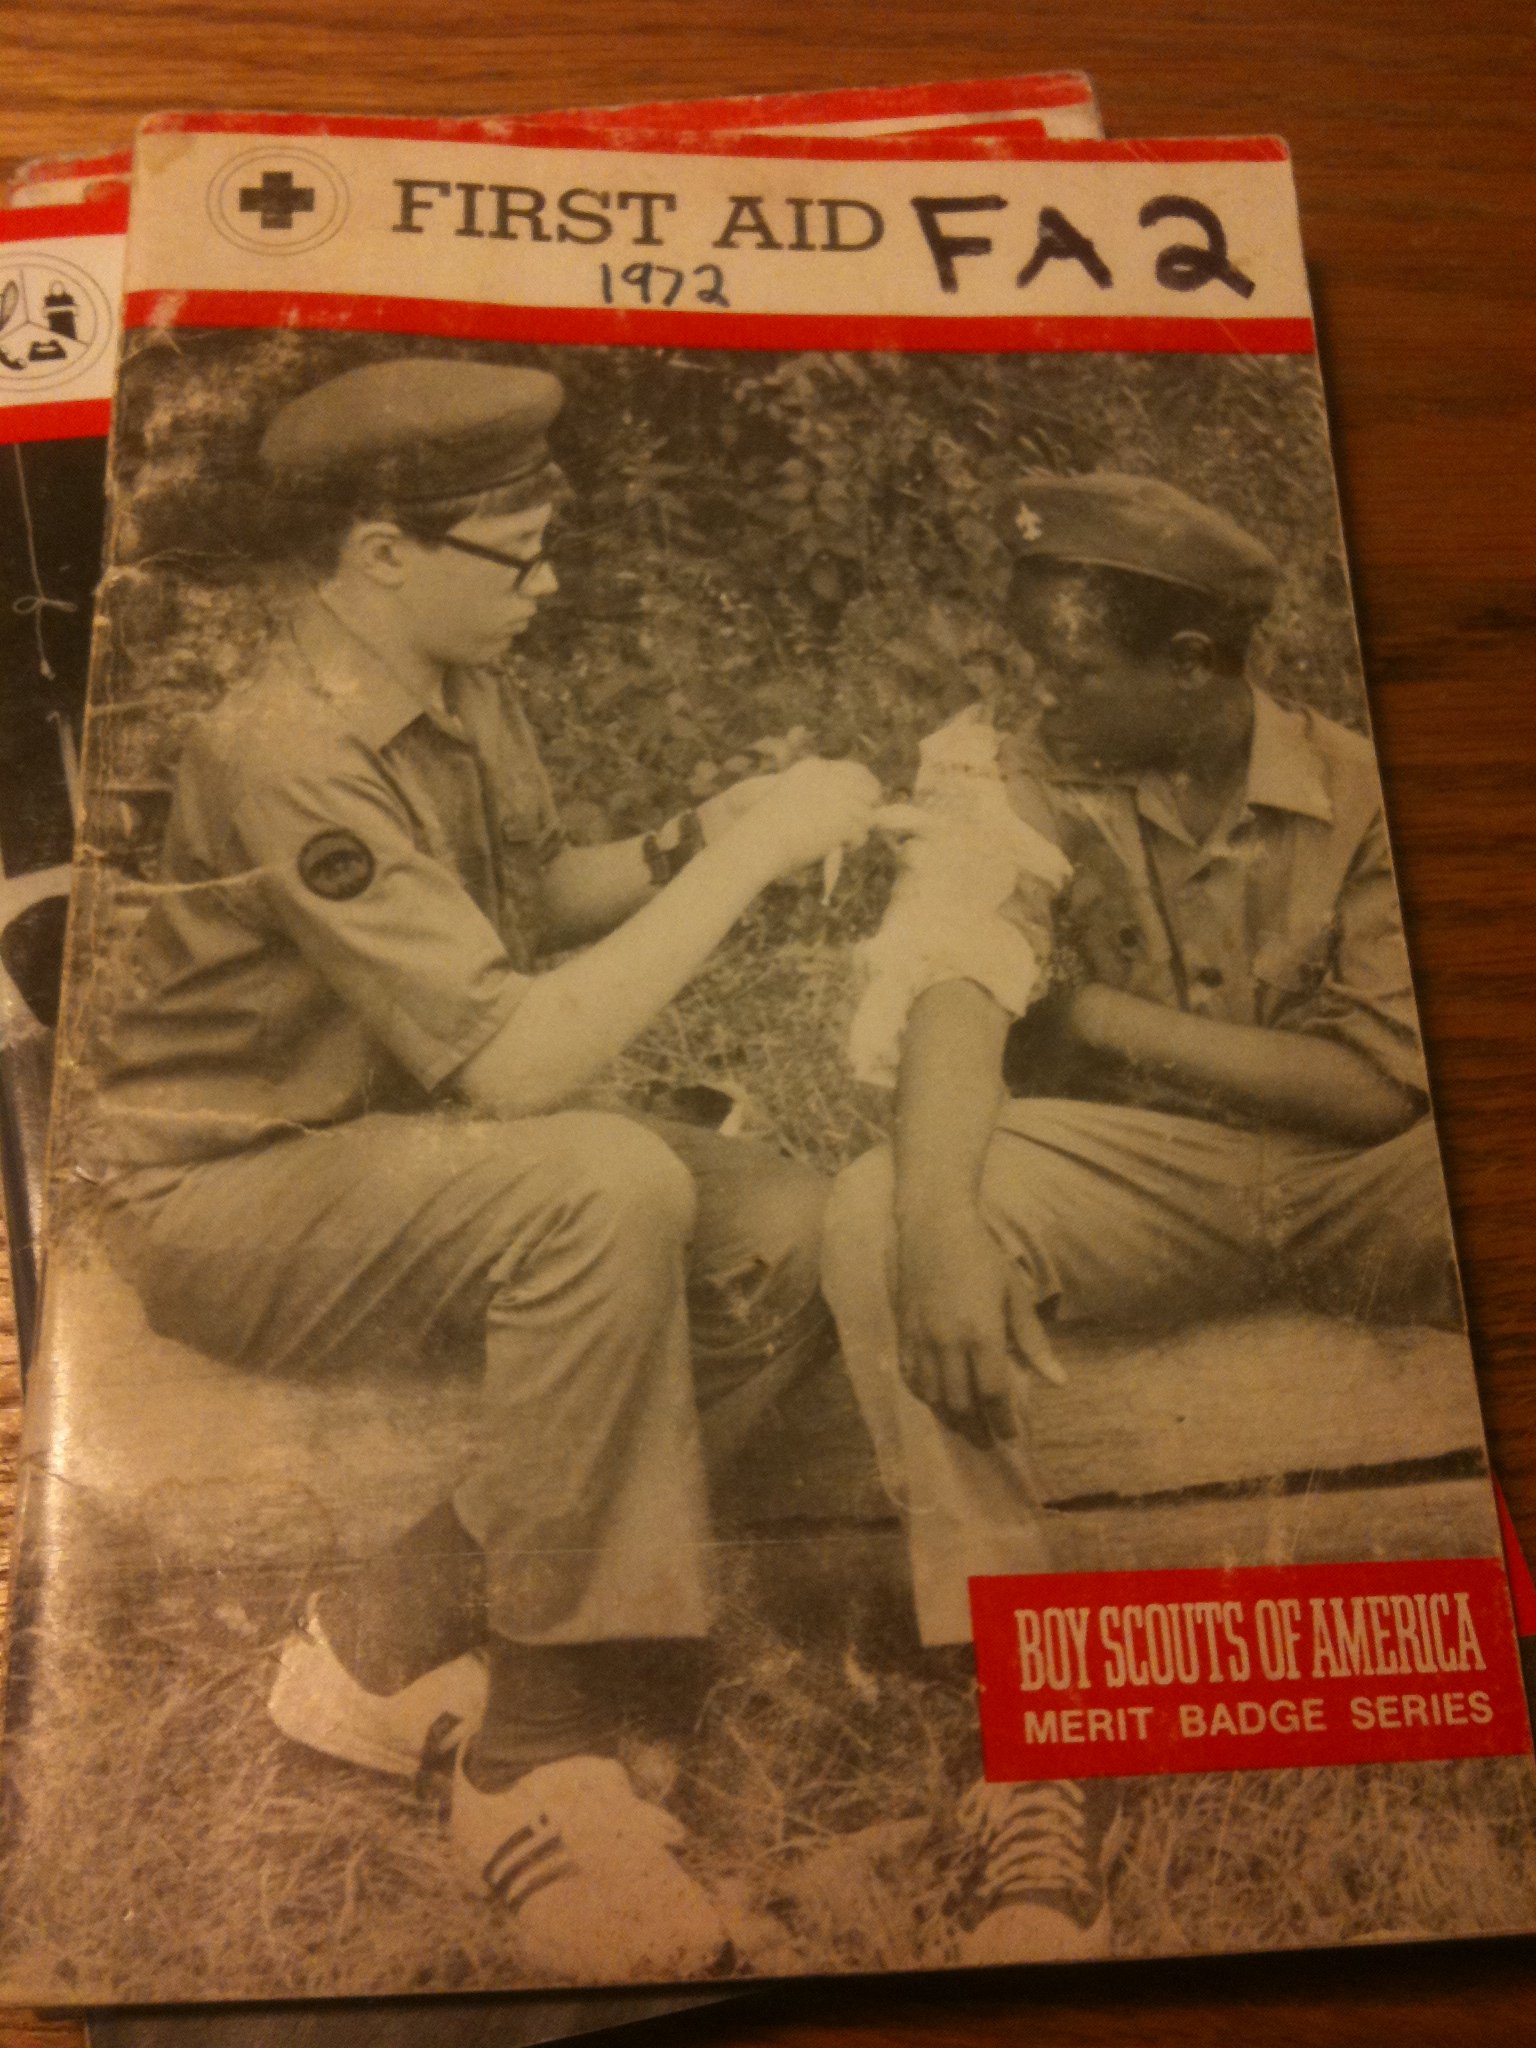 FIRST AID FA2
1972
BOY SCOUTS OF AMERICA
MERIT BADGE SERIES